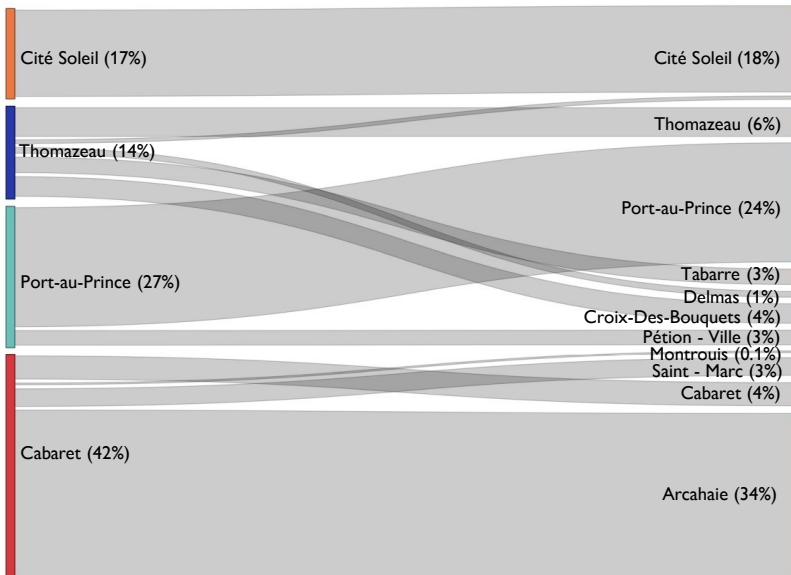 Cité Soleil (17%)
Cité Soleil (18%)
Thomazeau (6%)
Thomazeau (14%)
Port-au-Prince (24%)
Port-au-Prince (27%)
Tabarre (3%)
Delmas (1%)
Croix-Des-Bouquets (4%)
Pétion - Ville (3%)
Montrouis (0.1%)
Saint - Marc (3%)
Cabaret (4%)
Cabaret (42%)
Arcahaie (34%)